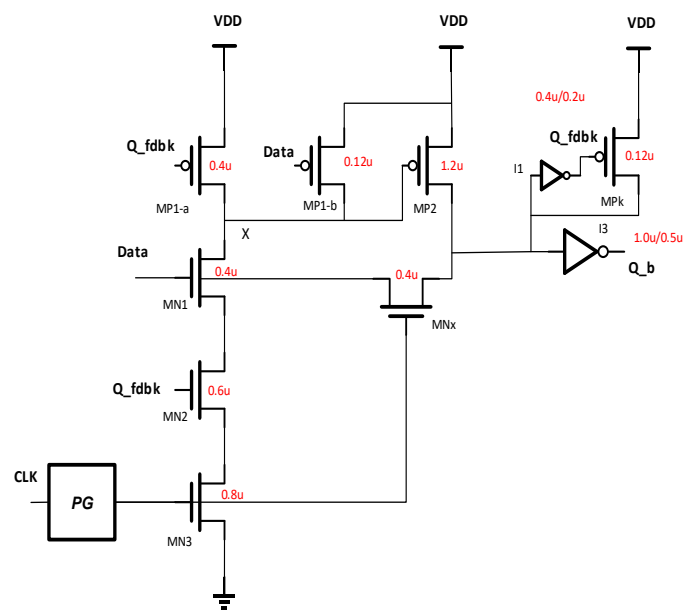 VDD
VDD
VDD
0.4u/0.2u
Q_fdbk
0.4u
MP1-a
Data
0.12u
MP1-b
1.2u
MP2
Q_fdbk
I1
0.12u
MPk
X
I3
1.0u/0.5u
Q_b
Data
0.4u
MN1
0.4u
MNx
Q_fdbk
0.6u
MN2
CLK
PG
0.8u
MN3